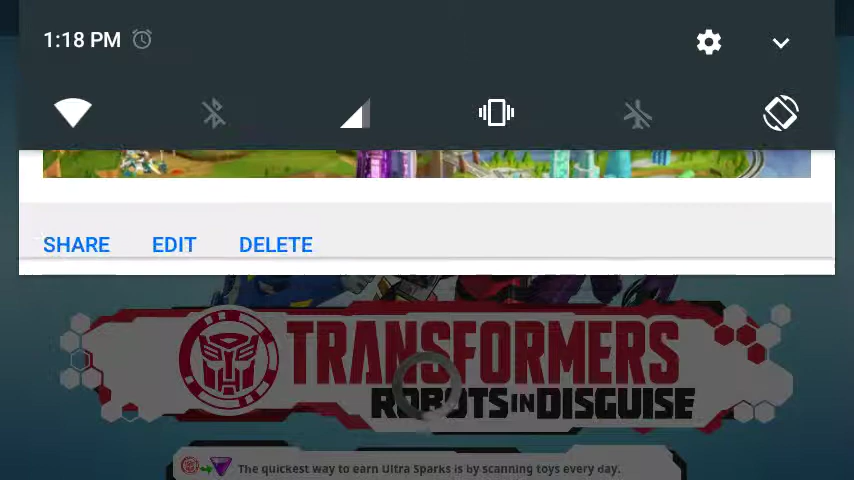 1:18 PM
SHARE EDIT DELETE
TRANSFORMERS
ROBOTS IN DISGUISE
The quickest way to earn Ultra Sparks is by scanning toys every day.